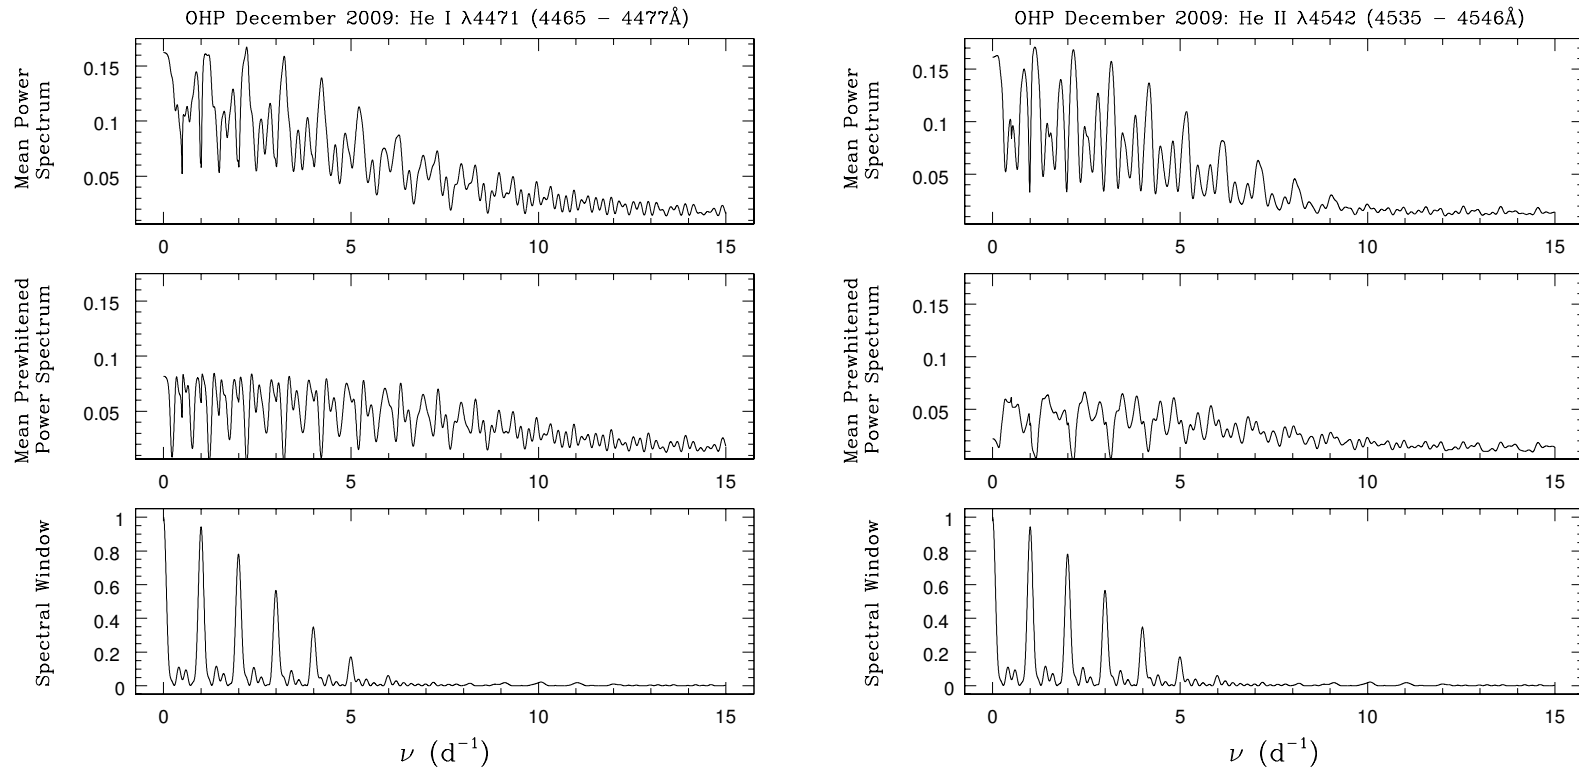 OHP December 2009: He I λ4471 (4465 − 4477Å)
Mean Power
Spectrum
0.15
0.1
0.05
0 5 10 15
Mean Prewhitened
Power Spectrum
0.15
0.1
0.05
0 5 10 15
Spectral Window
1
0.8
0.6
0.4
0.2
0
0 5 10 15
ν (d⁻¹)
OHP December 2009: He II λ4542 (4535 − 4546Å)
Mean Power
Spectrum
0.15
0.1
0.05
0 5 10 15
Mean Prewhitened
Power Spectrum
0.15
0.1
0.05
0 5 10 15
Spectral Window
1
0.8
0.6
0.4
0.2
0
0 5 10 15
ν (d⁻¹)